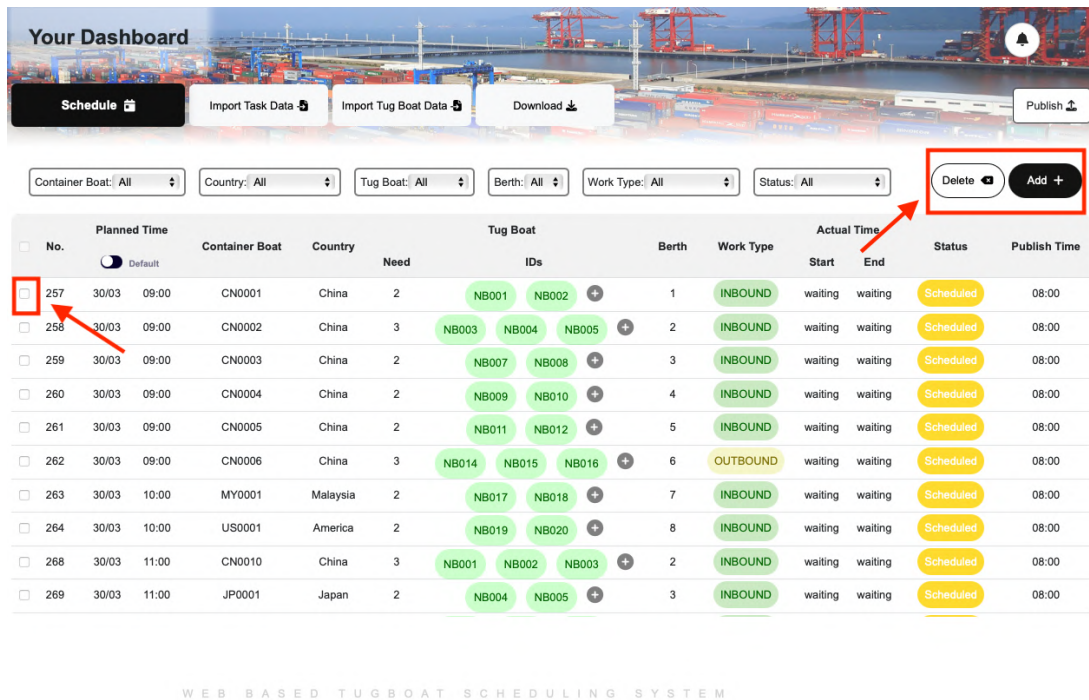 Your Dashboard
Schedule
Import Task Data
Import Tug Boat Data
Download
Publish
Container Boat: All
Country: All
Tug Boat: All
Berth: All
Work Type: All
Status: All
Delete
Add +
No. Planned Time Container Boat Country Tug Boat Berth Work Type Actual Time Status Publish Time
Default Need IDs Start End
257 30/03 09:00 CN0001 China 2 NB001 NB002 + 1 INBOUND waiting waiting Scheduled 08:00
258 30/03 09:00 CN0002 China 3 NB003 NB004 NB005 + 2 INBOUND waiting waiting Scheduled 08:00
259 30/03 09:00 CN0003 China 2 NB007 NB008 + 3 INBOUND waiting waiting Scheduled 08:00
260 30/03 09:00 CN0004 China 2 NB009 NB010 + 4 INBOUND waiting waiting Scheduled 08:00
261 30/03 09:00 CN0005 China 2 NB011 NB012 + 5 INBOUND waiting waiting Scheduled 08:00
262 30/03 09:00 CN0006 China 3 NB014 NB015 NB016 + 6 OUTBOUND waiting waiting Scheduled 08:00
263 30/03 10:00 MY0001 Malaysia 2 NB017 NB018 + 7 INBOUND waiting waiting Scheduled 08:00
264 30/03 10:00 US0001 America 2 NB019 NB020 + 8 INBOUND waiting waiting Scheduled 08:00
268 30/03 11:00 CN0010 China 3 NB001 NB002 NB003 + 2 INBOUND waiting waiting Scheduled 08:00
269 30/03 11:00 JP0001 Japan 2 NB004 NB005 + 3 INBOUND waiting waiting Scheduled 08:00
WEB BASED TUGBOAT SCHEDULING SYSTEM